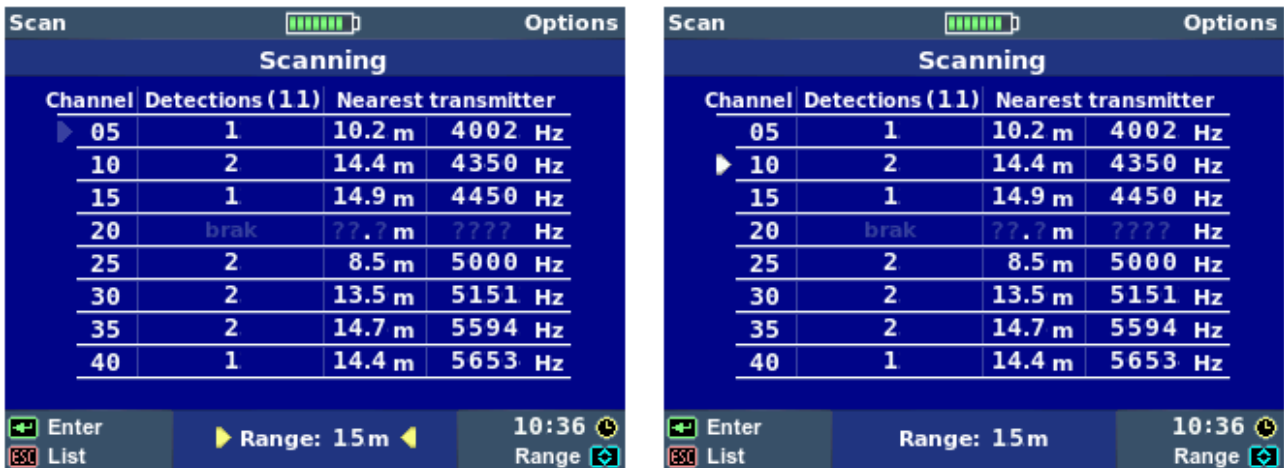 Scan Options
Scanning
Channel Detections (11) Nearest transmitter
05 1 10.2 m 4002 Hz
10 2 14.4 m 4350 Hz
15 1 14.9 m 4450 Hz
20 brak ??.? m ???? Hz
25 2 8.5 m 5000 Hz
30 2 13.5 m 5151 Hz
35 2 14.7 m 5594 Hz
40 1 14.4 m 5653 Hz
Enter 10:36
Range: 15m
ESC List Range
Scan Options
Scanning
Channel Detections (11) Nearest transmitter
05 1 10.2 m 4002 Hz
10 2 14.4 m 4350 Hz
15 1 14.9 m 4450 Hz
20 brak ??.? m ???? Hz
25 2 8.5 m 5000 Hz
30 2 13.5 m 5151 Hz
35 2 14.7 m 5594 Hz
40 1 14.4 m 5653 Hz
Enter 10:36
Range: 15m
ESC List Range